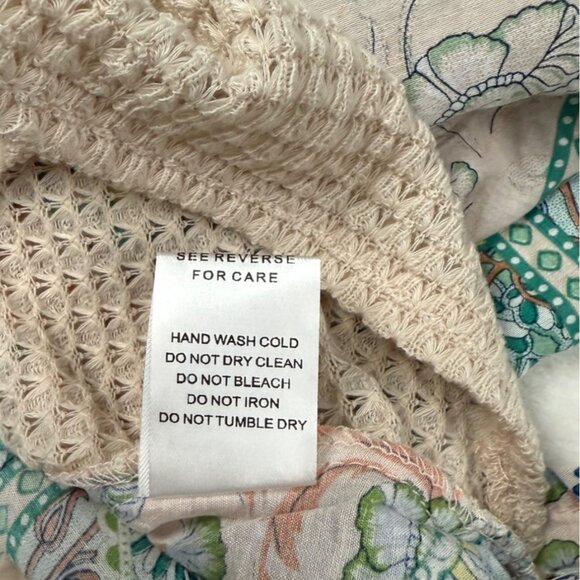 SEE REVERSE
FOR CARE
HAND WASH COLD
DO NOT DRY CLEAN
DO NOT BLEACH
DO NOT IRON
DO NOT TUMBLE DRY